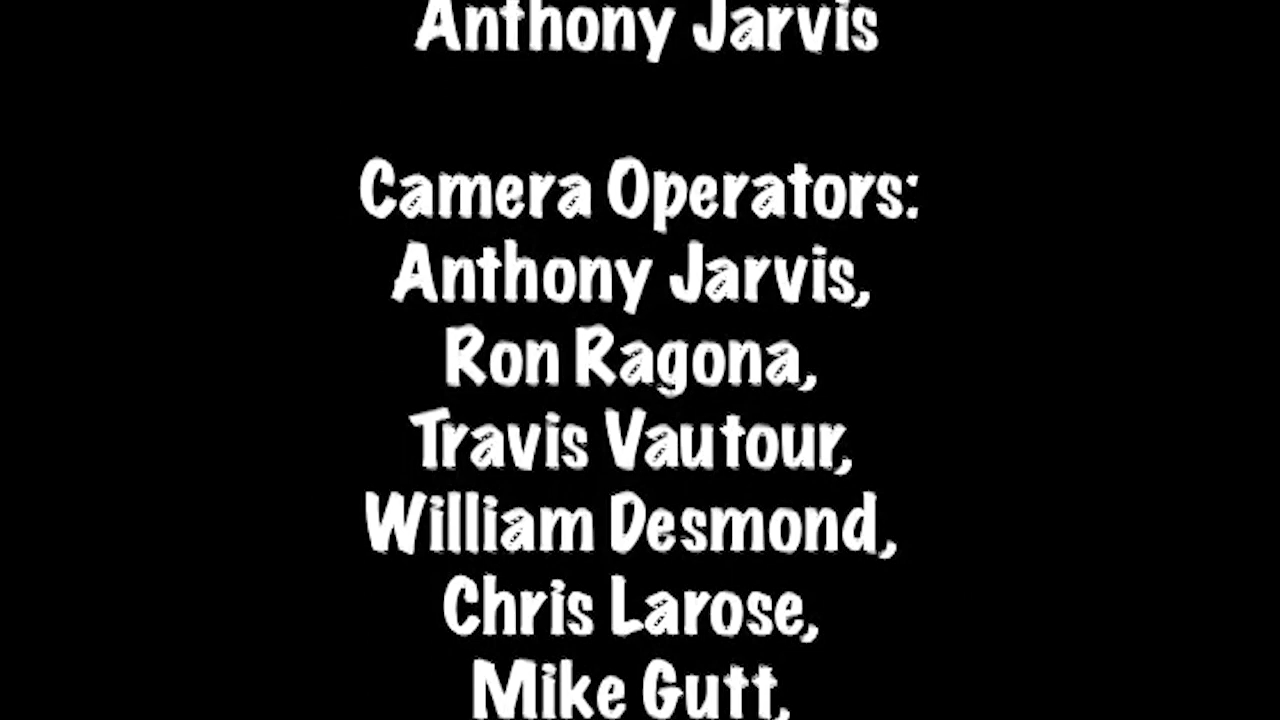 Anthony Jarvis
Camera Operators:
Anthony Jarvis,
Ron Ragona,
Travis Vautour,
William Desmond,
Chris Larose,
Mike Gutt,